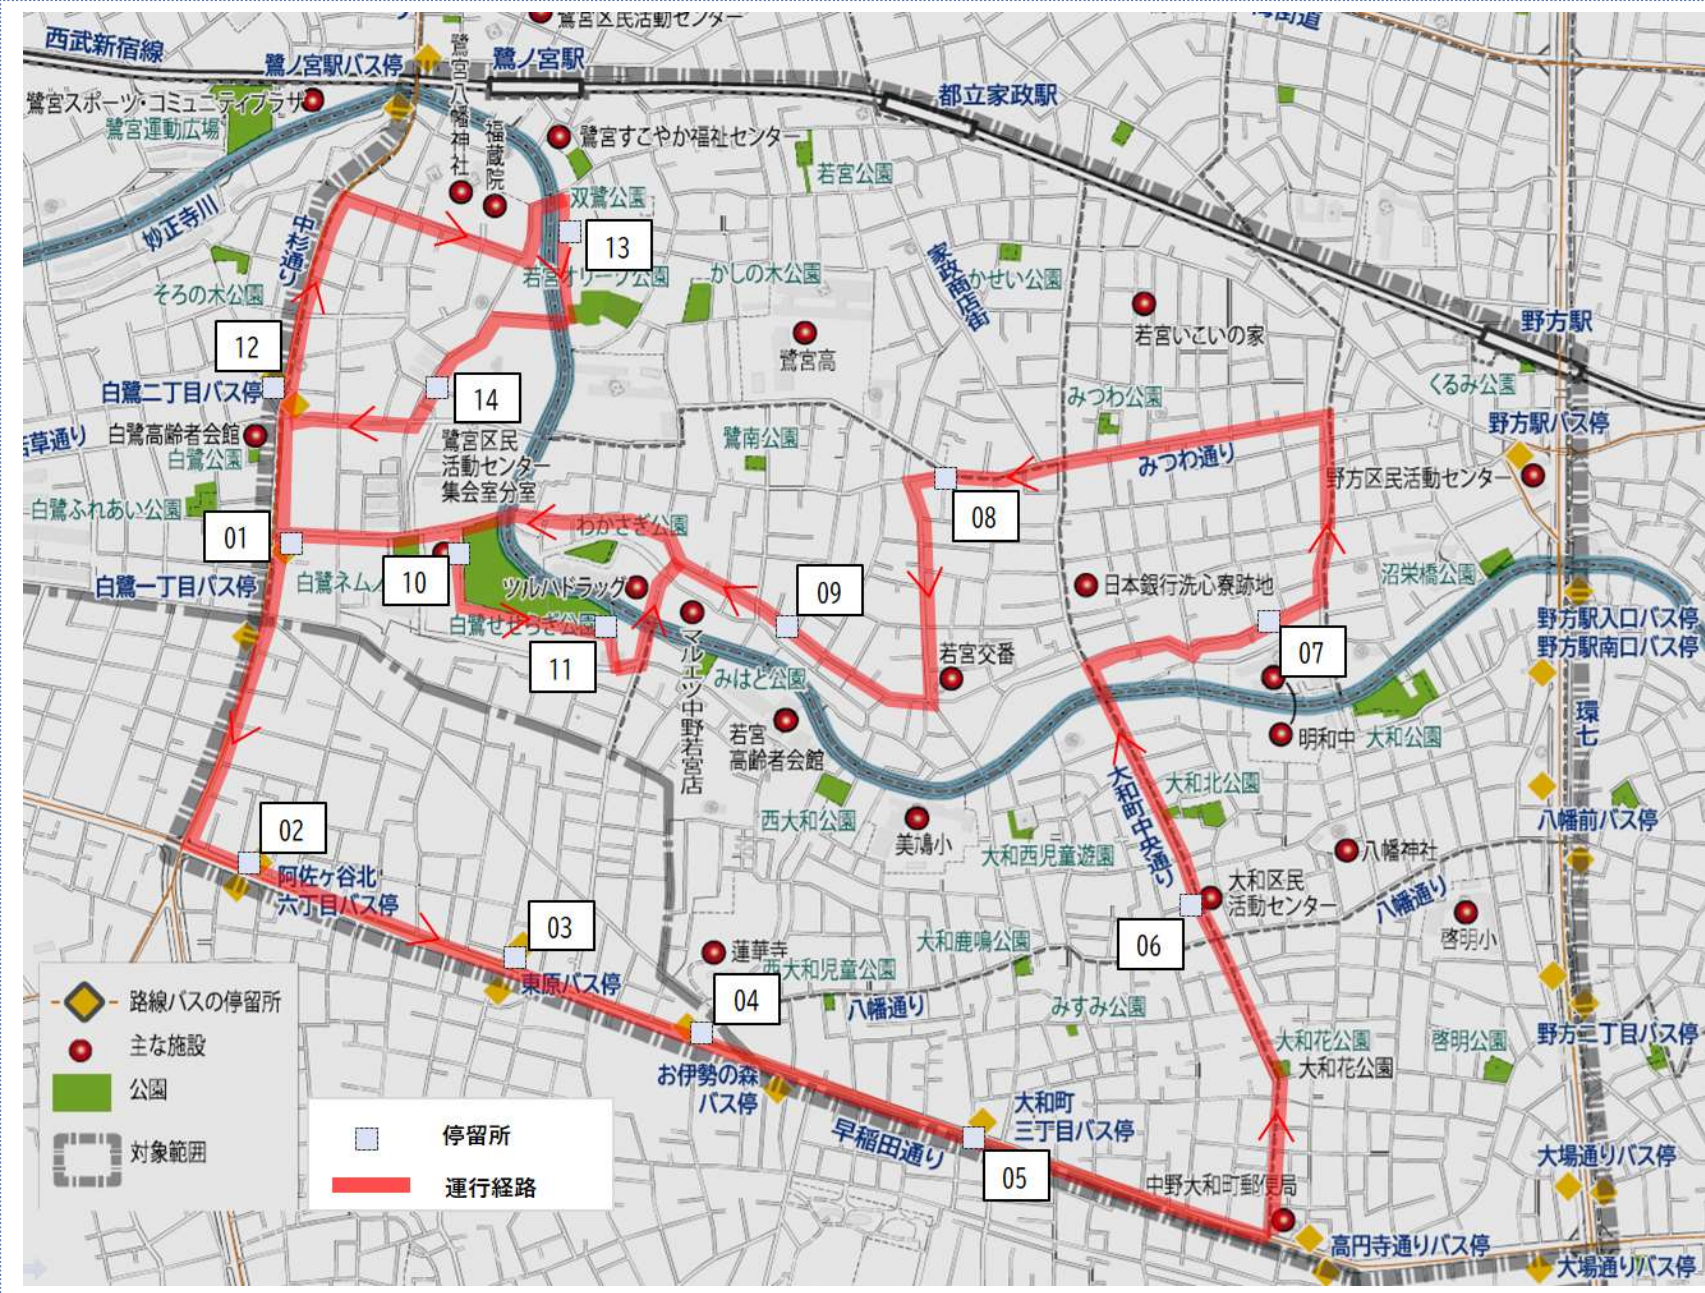 鷺宮区民活動センター
西武新宿線
鷺ノ宮駅バス停
鷺ノ宮駅
鷺宮八幡神社
福蔵院
都立家政駅
鷺宮スポーツ・コミュニティプラザ
鷺宮運動広場
鷺宮すこやか福祉センター
若宮公園
双鷺公園
妙正寺川
中杉通り
13
家政商店街
若宮オリーブ公園
かしの木公園
かせい公園
そろの木公園
若宮いこいの家
野方駅
12
鷺宮高
白鷺二丁目バス停
14
みつわ公園
くるみ公園
白鷺高齢者会館
白鷺公園
鷺宮区民
活動センター
集会室分室
鷺南公園
野方駅バス停
みつわ通り
野方区民活動センター
白鷺ふれあい公園
01
わかさぎ公園
08
白鷺一丁目バス停
10
ツルハドラッグ
09
日本銀行洗心寮跡地
沼栄橋公園
白鷺せせらぎ公園
野方駅入口バス停
野方駅南口バス停
11
マルエツ中野若宮店
みはと公園
若宮交番
07
若宮
高齢者会館
明和中
大和公園
環七
大和町中央通り
大和北公園
02
西大和公園
美鳩小
大和西児童遊園
八幡神社
八幡前バス停
阿佐ヶ谷北
六丁目バス停
大和区民
活動センター
八幡通り
啓明小
03
東原バス停
蓮華寺
大和鹿鳴公園
06
西大和児童公園
04
八幡通り
みすみ公園
大和花公園
大和花公園
啓明公園
お伊勢の森
バス停
大和町
三丁目バス停
早稲田通り
05
中野大和町郵便局
大場通りバス停
高円寺通りバス停
大場通りバス停
路線バスの停留所
主な施設
公園
対象範囲
停留所
運行経路